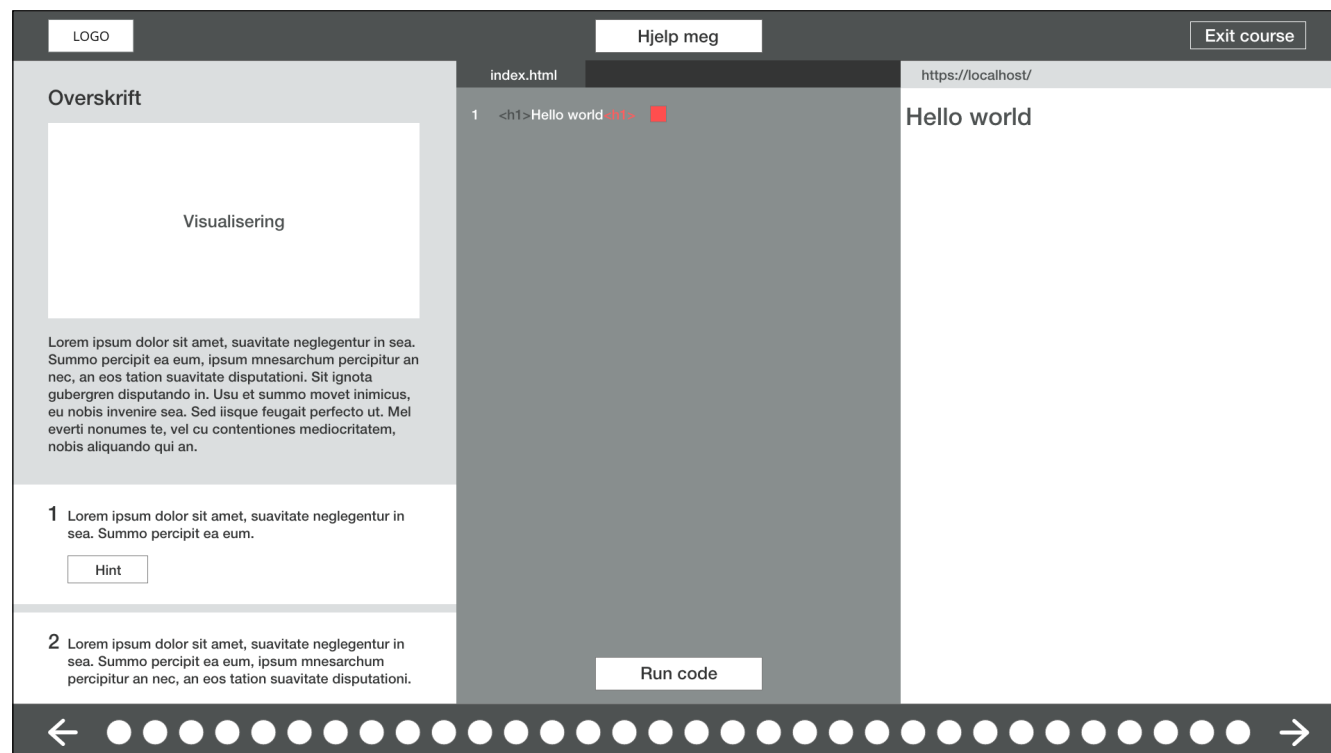 LOGO
Hjelp meg
Exit course
Overskrift
Visualisering
Lorem ipsum dolor sit amet, suavitate neglegentur in sea.
Summo percipit ea eum, ipsum mnesarchum percipitur an
nec, an eos tation suavitate disputationi. Sit ignota
gubergren disputando in. Usu et summo movet inimicus,
eu nobis invenire sea. Sed iisque feugait perfecto ut. Mel
everti nonumes te, vel cu contentiones mediocritatem,
nobis aliquando qui an.
1 Lorem ipsum dolor sit amet, suavitate neglegentur in
sea. Summo percipit ea eum.
Hint
2 Lorem ipsum dolor sit amet, suavitate neglegentur in
sea. Summo percipit ea eum, ipsum mnesarchum
percipitur an nec, an eos tation suavitate disputationi.
index.html
1 <h1>Hello world
Run code
https://localhost/
Hello world